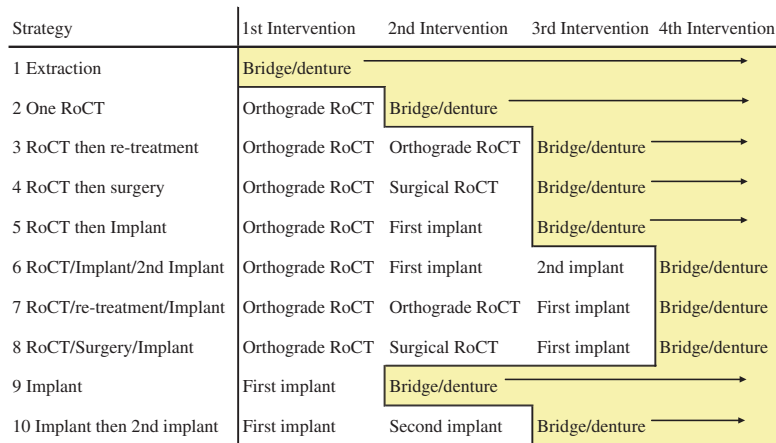 Strategy 1st Intervention 2nd Intervention 3rd Intervention 4th Intervention
1 Extraction Bridge/denture
2 One RoCT Orthograde RoCT Bridge/denture
3 RoCT then re-treatment Orthograde RoCT Orthograde RoCT Bridge/denture
4 RoCT then surgery Orthograde RoCT Surgical RoCT Bridge/denture
5 RoCT then Implant Orthograde RoCT First implant Bridge/denture
6 RoCT/Implant/2nd Implant Orthograde RoCT First implant 2nd implant Bridge/denture
7 RoCT/re-treatment/Implant Orthograde RoCT Orthograde RoCT First implant Bridge/denture
8 RoCT/Surgery/Implant Orthograde RoCT Surgical RoCT First implant Bridge/denture
9 Implant First implant Bridge/denture
10 Implant then 2nd implant First implant Second implant Bridge/denture